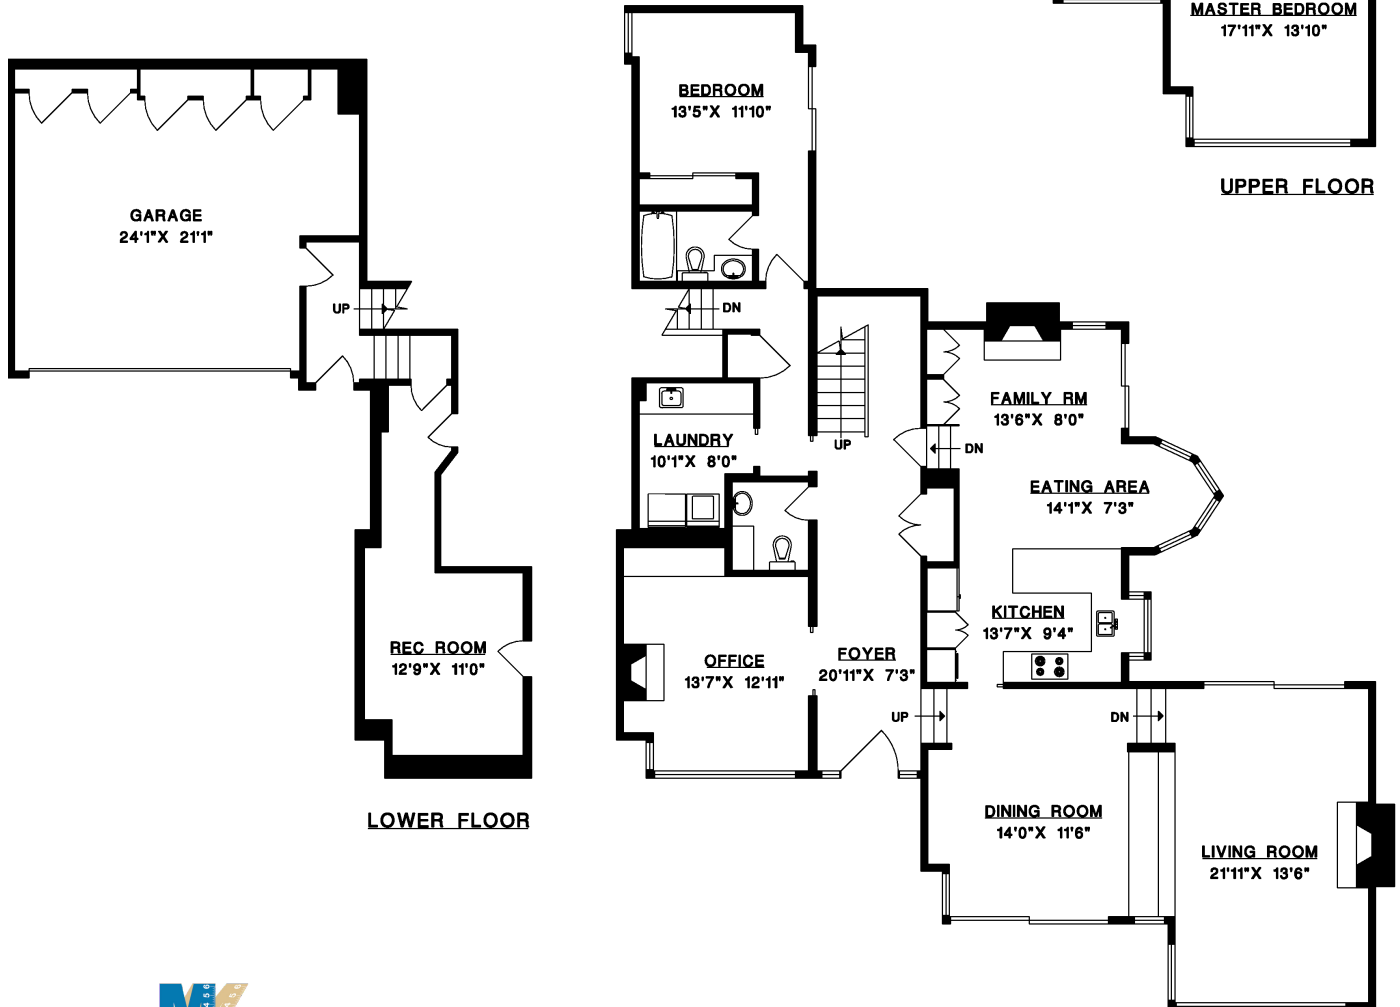 MASTER BEDROOM
17'11"X 13'10"
UPPER FLOOR
BEDROOM
13'5"X 11'10"
GARAGE
24'1"X 21'1"
UP
DN
FAMILY RM
13'6"X 8'0"
LAUNDRY
10'1"X 8'0"
UP
DN
EATING AREA
14'1"X 7'3"
KITCHEN
13'7"X 9'4"
REC ROOM
12'9"X 11'0"
OFFICE
13'7"X 12'11"
FOYER
20'11"X 7'3"
UP
DN
LOWER FLOOR
DINING ROOM
14'0"X 11'6"
LIVING ROOM
21'11"X 13'6"